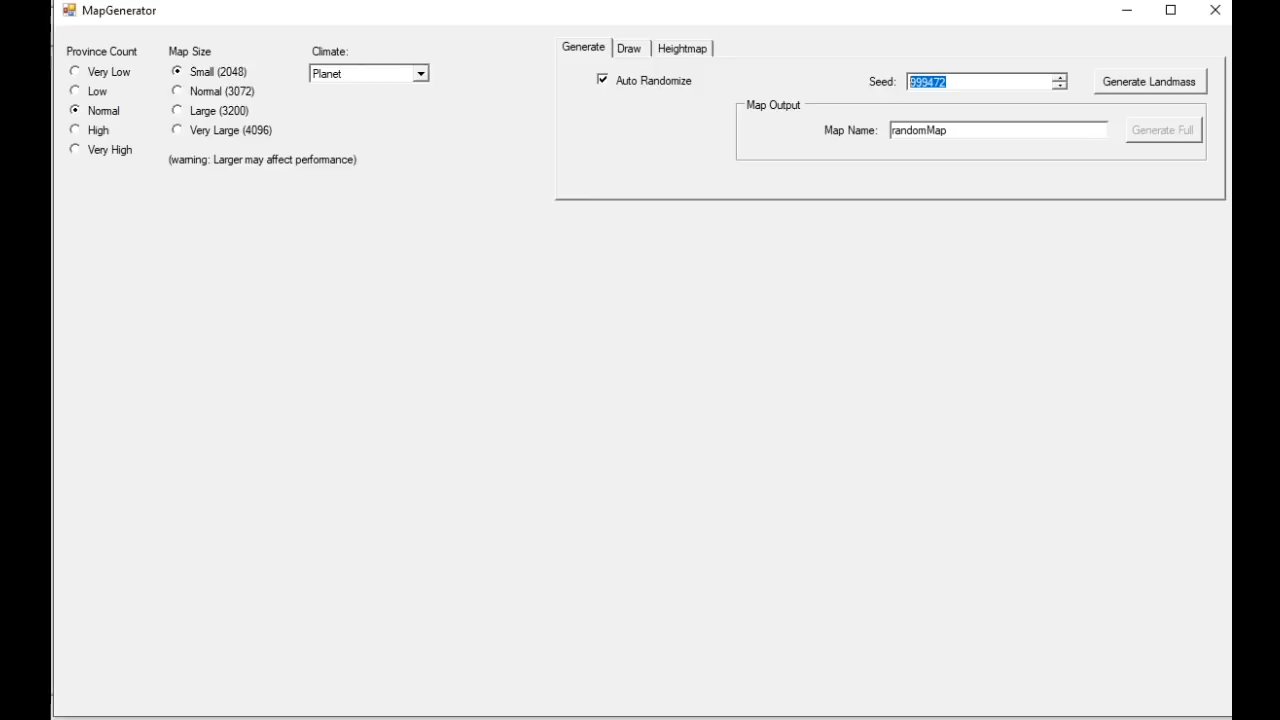 MapGenerator
Province Count
Very Low
Low
Normal
High
Very High
Map Size
Small (2048)
Normal (3072)
Large (3200)
Very Large (4096)
(warning: Larger may affect performance)
Climate:
Planet
Generate
Draw
Heightmap
Auto Randomize
Seed:
999472
Generate Landmass
Map Output
Map Name:
randomMap
Generate Full